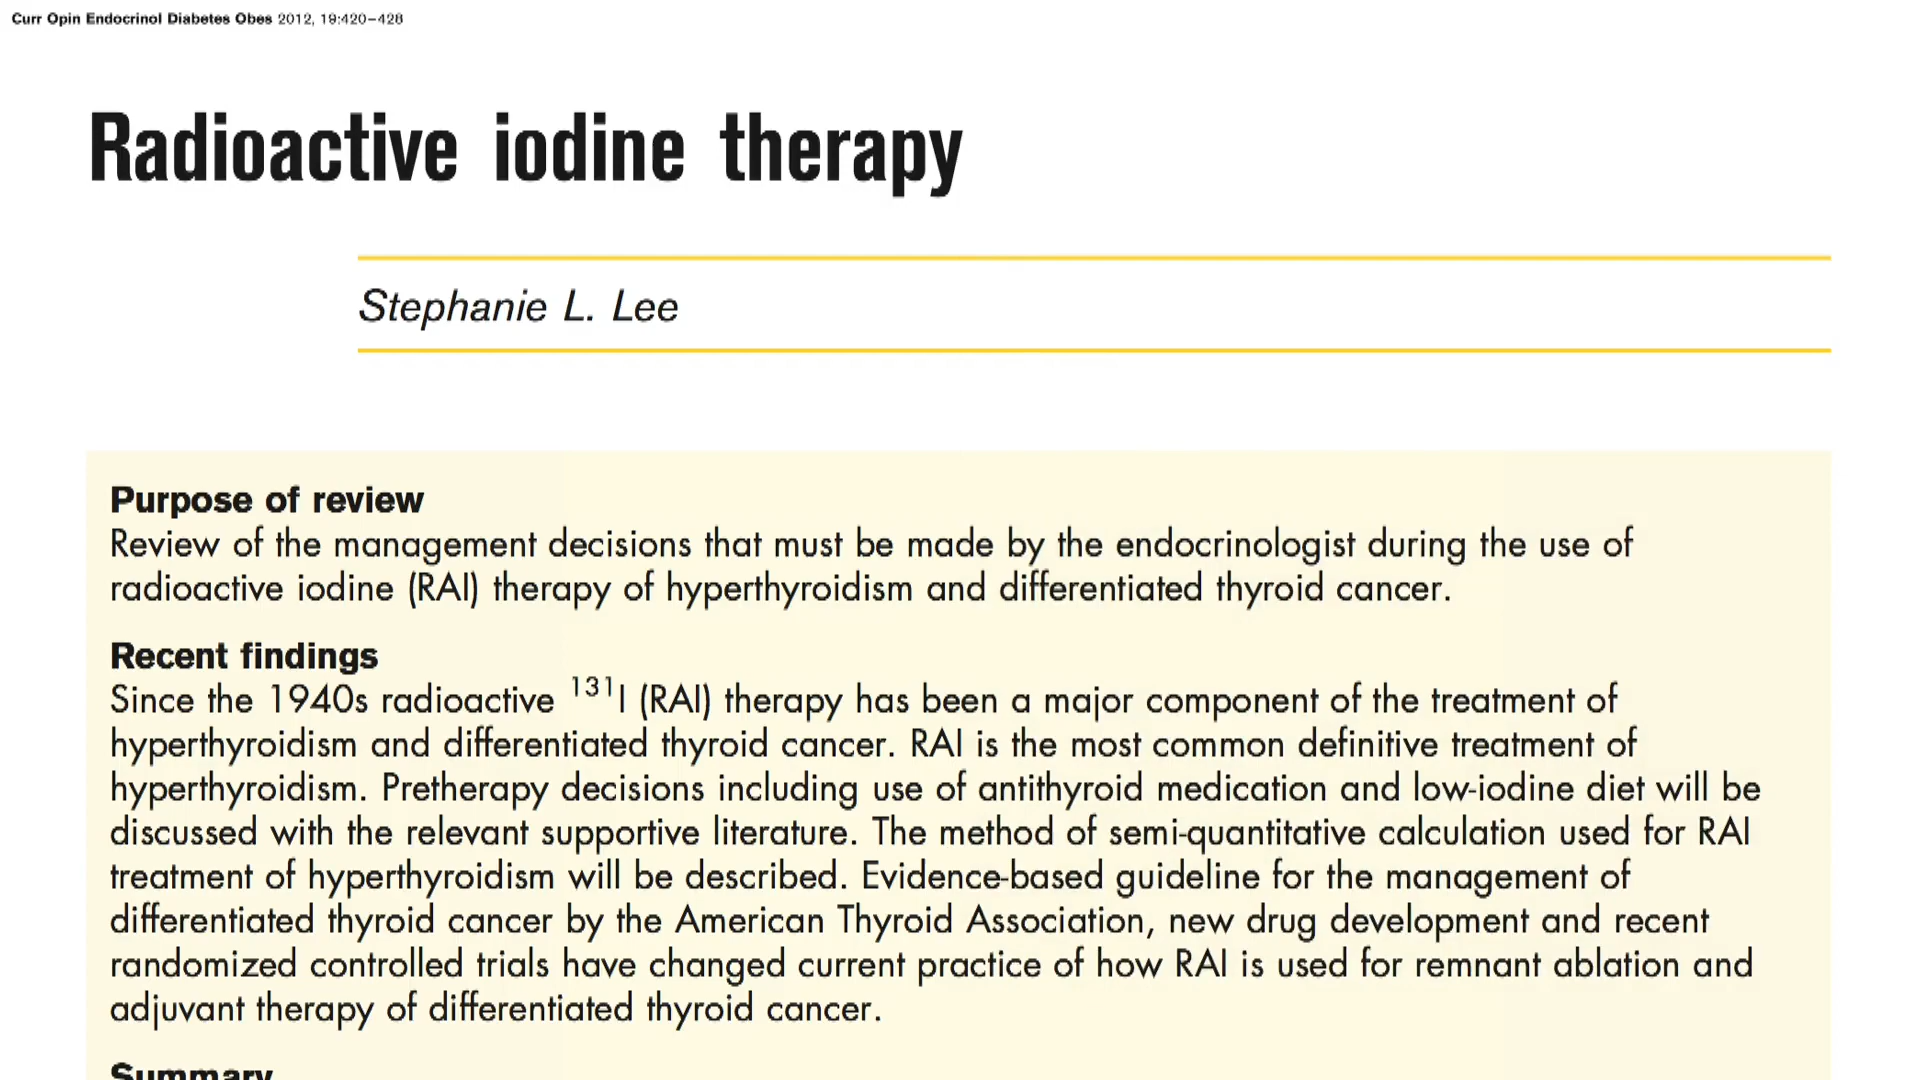 Curr Opin Endocrinol Diabetes Obes 2012, 19:420–428
Radioactive iodine therapy
Stephanie L. Lee
Purpose of review
Review of the management decisions that must be made by the endocrinologist during the use of
radioactive iodine (RAI) therapy of hyperthyroidism and differentiated thyroid cancer.
Recent findings
Since the 1940s radioactive ¹³¹I (RAI) therapy has been a major component of the treatment of
hyperthyroidism and differentiated thyroid cancer. RAI is the most common definitive treatment of
hyperthyroidism. Pretherapy decisions including use of antithyroid medication and low-iodine diet will be
discussed with the relevant supportive literature. The method of semi-quantitative calculation used for RAI
treatment of hyperthyroidism will be described. Evidence-based guideline for the management of
differentiated thyroid cancer by the American Thyroid Association, new drug development and recent
randomized controlled trials have changed current practice of how RAI is used for remnant ablation and
adjuvant therapy of differentiated thyroid cancer.
Summary